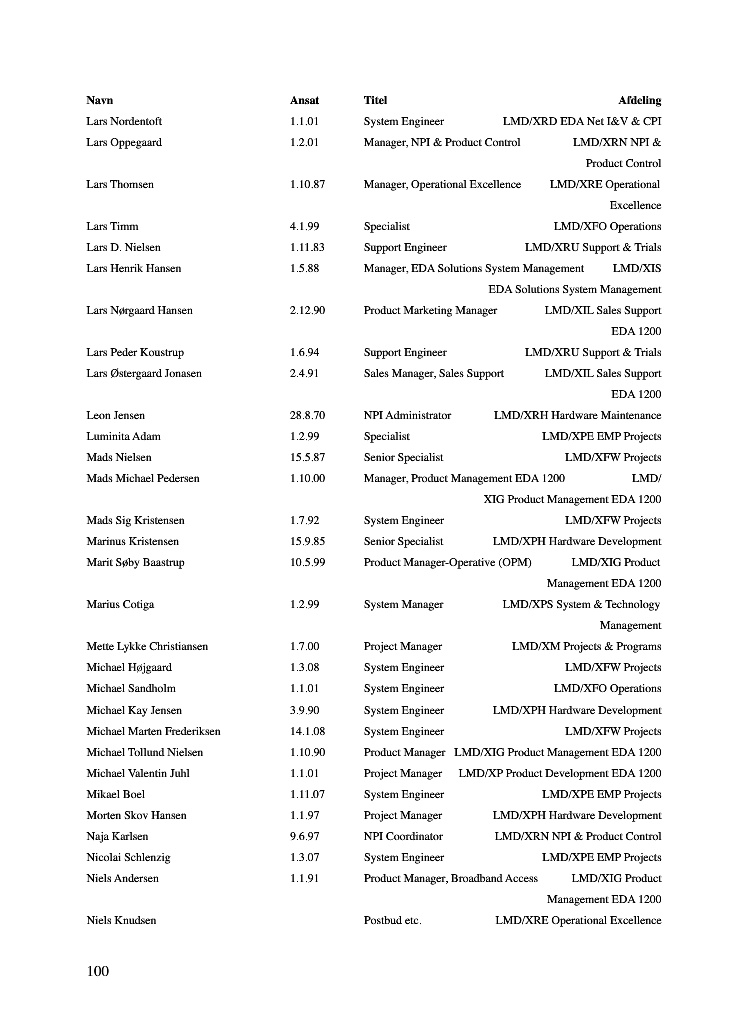 Navn Ansat Titel Afdeling
Lars Nordentoft 1.1.01 System Engineer LMD/XRD EDA Net I&V & CPI
Lars Oppegaard 1.2.01 Manager, NPI & Product Control LMD/XRN NPI &
Product Control
Lars Thomsen 1.10.87 Manager, Operational Excellence LMD/XRE Operational
Excellence
Lars Timm 4.1.99 Specialist LMD/XFO Operations
Lars D. Nielsen 1.11.83 Support Engineer LMD/XRU Support & Trials
Lars Henrik Hansen 1.5.88 Manager, EDA Solutions System Management LMD/XIS
EDA Solutions System Management
Lars Nørgaard Hansen 2.12.90 Product Marketing Manager LMD/XIL Sales Support
EDA 1200
Lars Peder Koustrup 1.6.94 Support Engineer LMD/XRU Support & Trials
Lars Østergaard Jonasen 2.4.91 Sales Manager, Sales Support LMD/XIL Sales Support
EDA 1200
Leon Jensen 28.8.70 NPI Administrator LMD/XRH Hardware Maintenance
Luminita Adam 1.2.99 Specialist LMD/XPE EMP Projects
Mads Nielsen 15.5.87 Senior Specialist LMD/XFW Projects
Mads Michael Pedersen 1.10.00 Manager, Product Management EDA 1200 LMD/
XIG Product Management EDA 1200
Mads Sig Kristensen 1.7.92 System Engineer LMD/XFW Projects
Marinus Kristensen 15.9.85 Senior Specialist LMD/XPH Hardware Development
Marit Søby Baastrup 10.5.99 Product Manager-Operative (OPM) LMD/XIG Product
Management EDA 1200
Marius Cotiga 1.2.99 System Manager LMD/XPS System & Technology
Management
Mette Lykke Christiansen 1.7.00 Project Manager LMD/XM Projects & Programs
Michael Højgaard 1.3.08 System Engineer LMD/XFW Projects
Michael Sandholm 1.1.01 System Engineer LMD/XFO Operations
Michael Kay Jensen 3.9.90 System Engineer LMD/XPH Hardware Development
Michael Marten Frederiksen 14.1.08 System Engineer LMD/XFW Projects
Michael Tollund Nielsen 1.10.90 Product Manager LMD/XIG Product Management EDA 1200
Michael Valentin Juhl 1.1.01 Project Manager LMD/XP Product Development EDA 1200
Mikael Boel 1.11.07 System Engineer LMD/XPE EMP Projects
Morten Skov Hansen 1.1.97 Project Manager LMD/XPH Hardware Development
Naja Karlsen 9.6.97 NPI Coordinator LMD/XRN NPI & Product Control
Nicolai Schlenzig 1.3.07 System Engineer LMD/XPE EMP Projects
Niels Andersen 1.1.91 Product Manager, Broadband Access LMD/XIG Product
Management EDA 1200
Niels Knudsen Postbud etc. LMD/XRE Operational Excellence
100